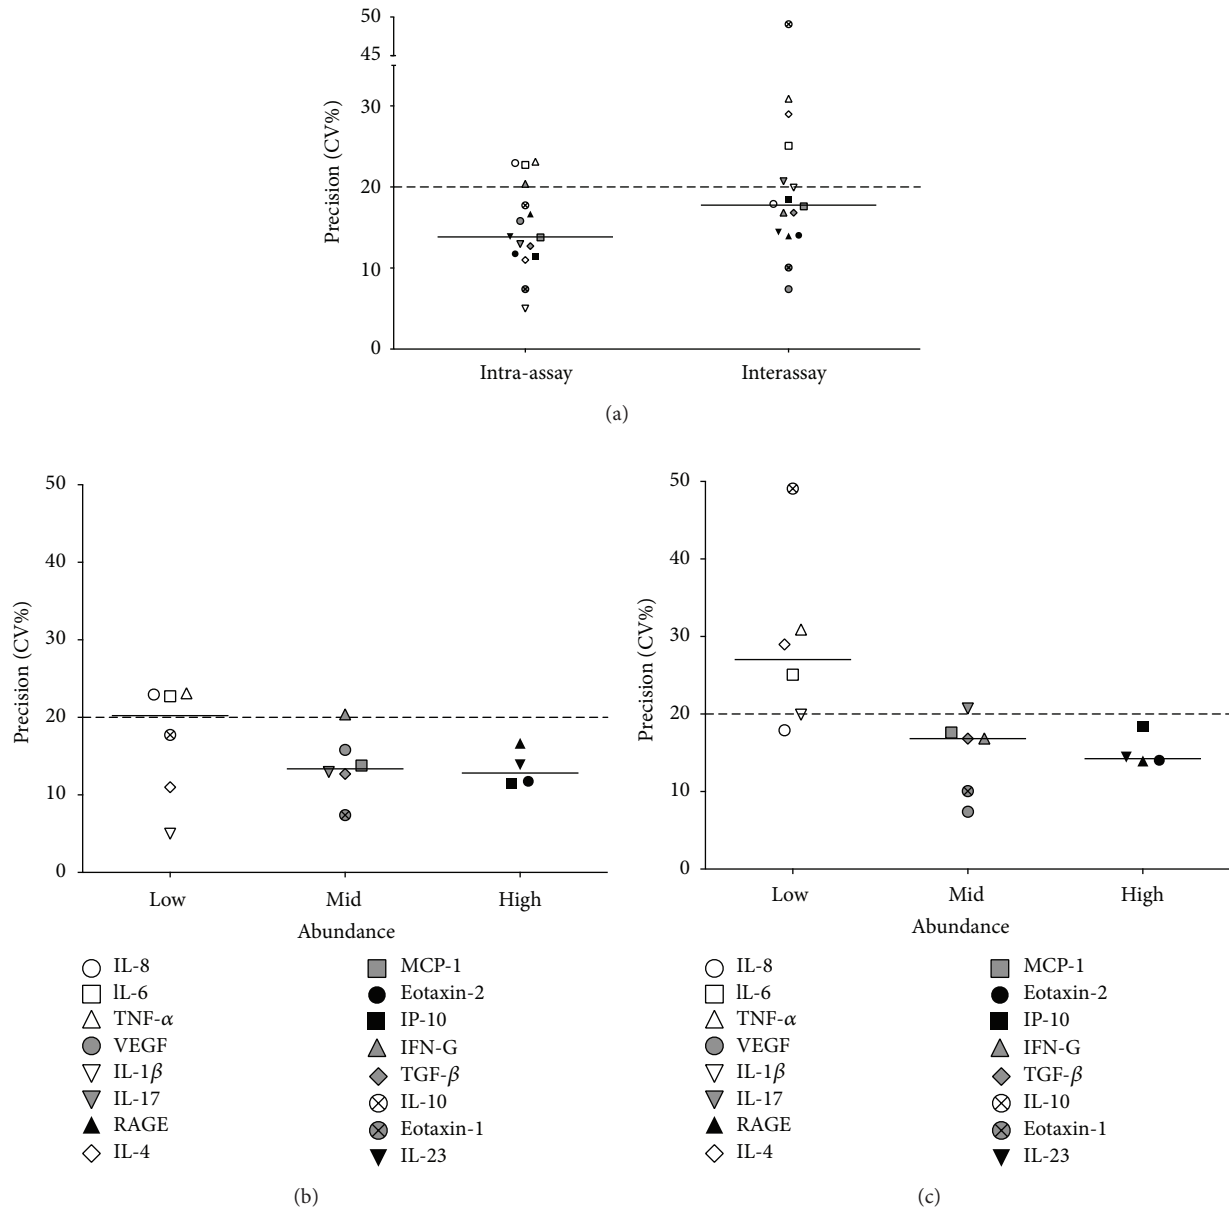 50
45
30
20
10
0
Precision (CV%)
Intra-assay Interassay
(a)
50
40
30
20
10
0
Precision (CV%)
Low Mid High
Abundance
IL-8 MCP-1
lL-6 Eotaxin-2
TNF-α IP-10
VEGF IFN-G
IL-1β TGF-β
IL-17 IL-10
RAGE Eotaxin-1
IL-4 IL-23
(b)
50
40
30
20
10
0
Precision (CV%)
Low Mid High
Abundance
IL-8 MCP-1
lL-6 Eotaxin-2
TNF-α IP-10
VEGF IFN-G
IL-1β TGF-β
IL-17 IL-10
RAGE Eotaxin-1
IL-4 IL-23
(c)